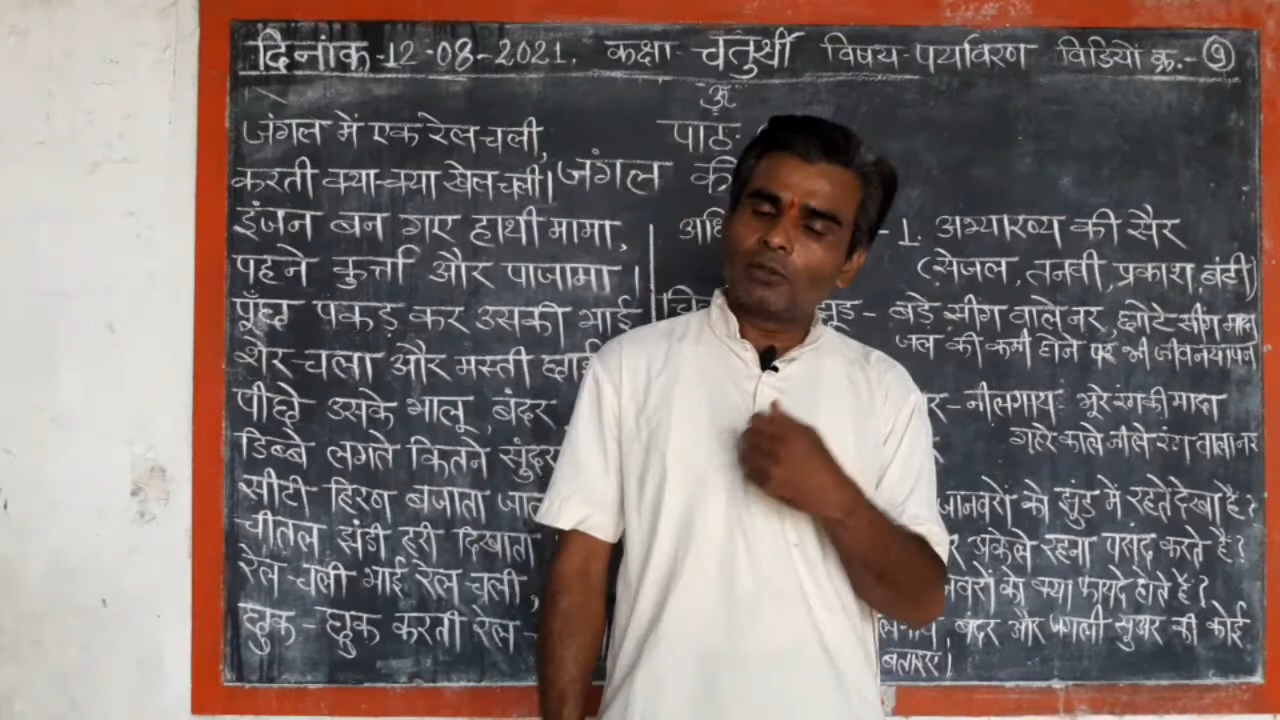 दिनांक-12-08-2021. कक्षा-चतुर्थी विषय-पर्यावरण विडियो क्र.-9
ॐ
पाठ-
जंगल की
जंगल में एक रेल चली,
करती क्या-क्या खेल चली।
इंजन बन गए हाथी मामा,
पहने कुर्त्ता और पाजामा।
पूँछ पकड़ कर उसकी भाई
शेर चला और मस्ती
पीछे उसके भालू, बंदर
डिब्बे लगते कितने सुंदर
सीटी हिरण बजाता
चीतल झंडी हरी दिखाता
रेल-चली भाई रेल-चली,
छुक-छुक करती रेल-
1. अभ्यारण्य की सैर
(सेजल, तनवी, प्रकाश, बंटी)
- बड़े सींग वाले नर, छोटे सींग मादा
जल की कमी होने पर भी जीवनयापन
-नीलगाय- भूरे रंग की मादा
गहरे काले नीले रंग वाला नर
जानवरों को झुंड में रहते देखा है?
अकेले रहना पसंद करते हैं?
को क्या फायदे होते हैं?
बंदर और जंगली सुअर की कोई
बताइए।